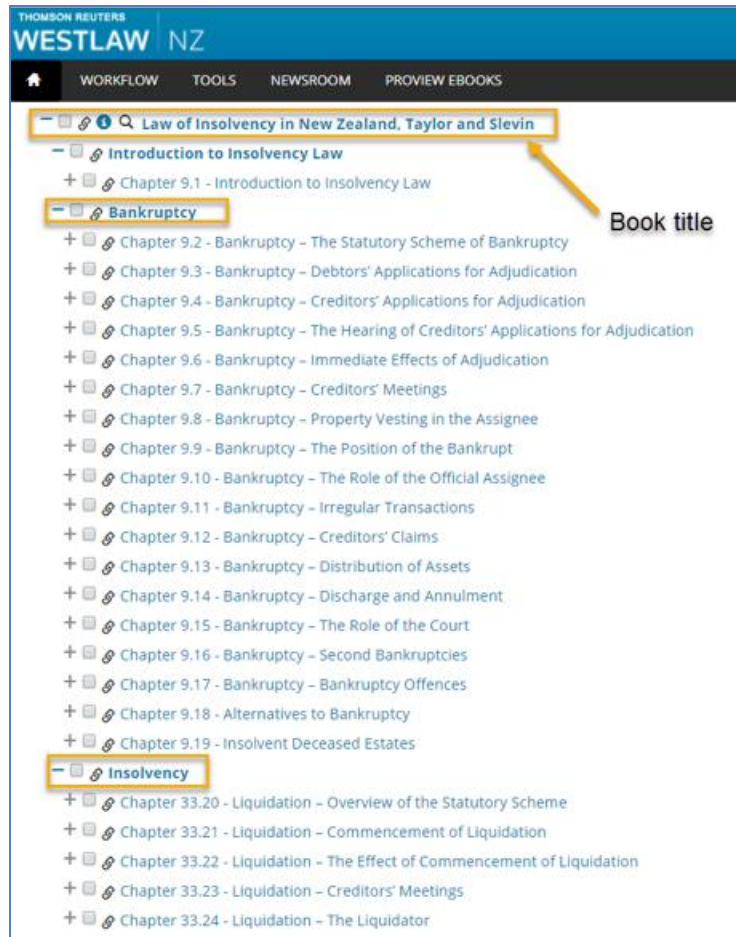 THOMSON REUTERS
WESTLAW NZ
WORKFLOW TOOLS NEWSROOM PROVIEW EBOOKS
Law of Insolvency in New Zealand, Taylor and Slevin
Introduction to Insolvency Law
Chapter 9.1 - Introduction to Insolvency Law
Bankruptcy
Book title
Chapter 9.2 - Bankruptcy – The Statutory Scheme of Bankruptcy
Chapter 9.3 - Bankruptcy – Debtors' Applications for Adjudication
Chapter 9.4 - Bankruptcy – Creditors' Applications for Adjudication
Chapter 9.5 - Bankruptcy – The Hearing of Creditors' Applications for Adjudication
Chapter 9.6 - Bankruptcy – Immediate Effects of Adjudication
Chapter 9.7 - Bankruptcy – Creditors' Meetings
Chapter 9.8 - Bankruptcy – Property Vesting in the Assignee
Chapter 9.9 - Bankruptcy – The Position of the Bankrupt
Chapter 9.10 - Bankruptcy – The Role of the Official Assignee
Chapter 9.11 - Bankruptcy – Irregular Transactions
Chapter 9.12 - Bankruptcy – Creditors' Claims
Chapter 9.13 - Bankruptcy – Distribution of Assets
Chapter 9.14 - Bankruptcy – Discharge and Annulment
Chapter 9.15 - Bankruptcy – The Role of the Court
Chapter 9.16 - Bankruptcy – Second Bankruptcies
Chapter 9.17 - Bankruptcy – Bankruptcy Offences
Chapter 9.18 - Alternatives to Bankruptcy
Chapter 9.19 - Insolvent Deceased Estates
Insolvency
Chapter 33.20 - Liquidation – Overview of the Statutory Scheme
Chapter 33.21 - Liquidation – Commencement of Liquidation
Chapter 33.22 - Liquidation – The Effect of Commencement of Liquidation
Chapter 33.23 - Liquidation – Creditors' Meetings
Chapter 33.24 - Liquidation – The Liquidator